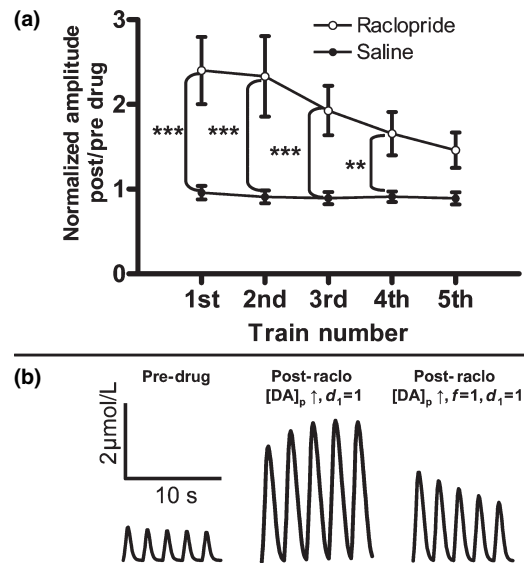 (a)
Raclopride
Saline
Normalized amplitude
post/pre drug
3
2
1
0
***
***
***
**
1st 2nd 3rd 4th 5th
Train number
(b)
Pre-drug
Post-raclo
[DA]p ↑, d1=1
Post-raclo
[DA]p ↑, f=1, d1=1
2μmol/L
10 s